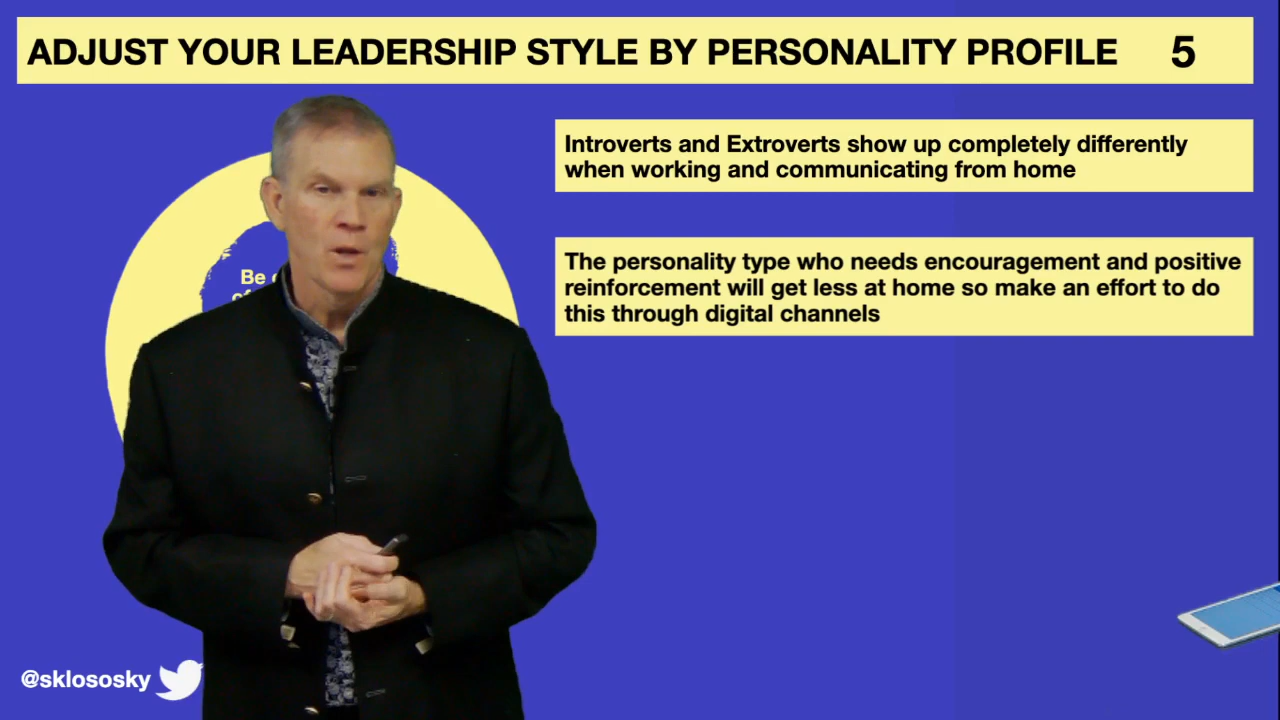 ADJUST YOUR LEADERSHIP STYLE BY PERSONALITY PROFILE 5
Introverts and Extroverts show up completely differently
when working and communicating from home
The personality type who needs encouragement and positive
reinforcement will get less at home so make an effort to do
this through digital channels
Be
@sklososky